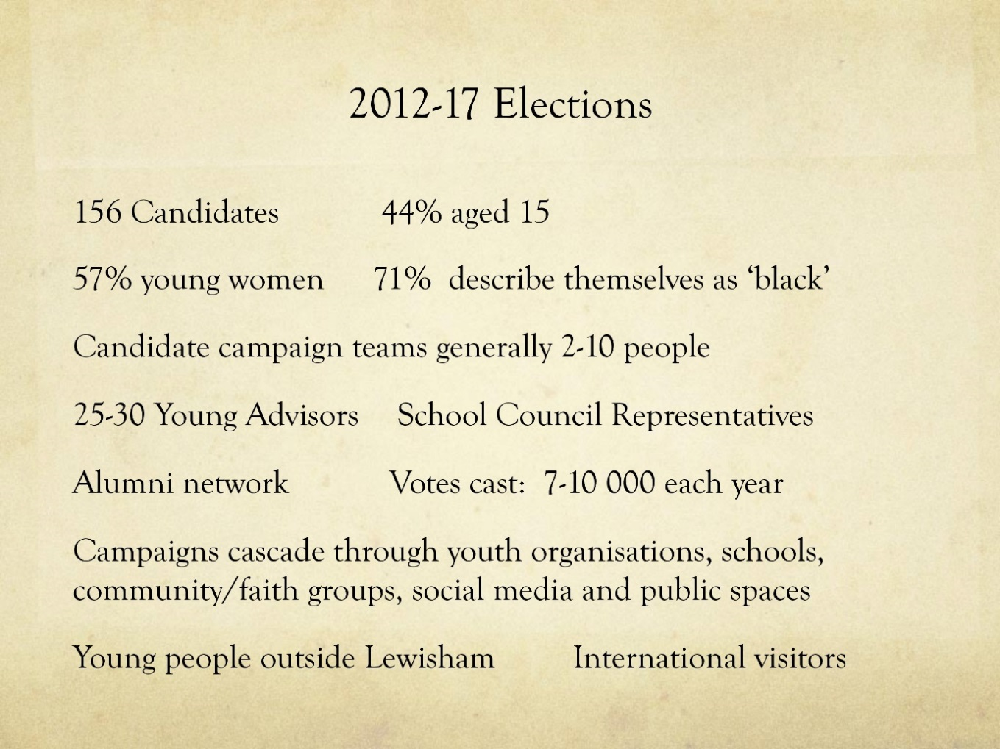 2012-17 Elections
156 Candidates 44% aged 15
57% young women 71% describe themselves as ‘black’
Candidate campaign teams generally 2-10 people
25-30 Young Advisors School Council Representatives
Alumni network Votes cast: 7-10 000 each year
Campaigns cascade through youth organisations, schools,
community/faith groups, social media and public spaces
Young people outside Lewisham International visitors